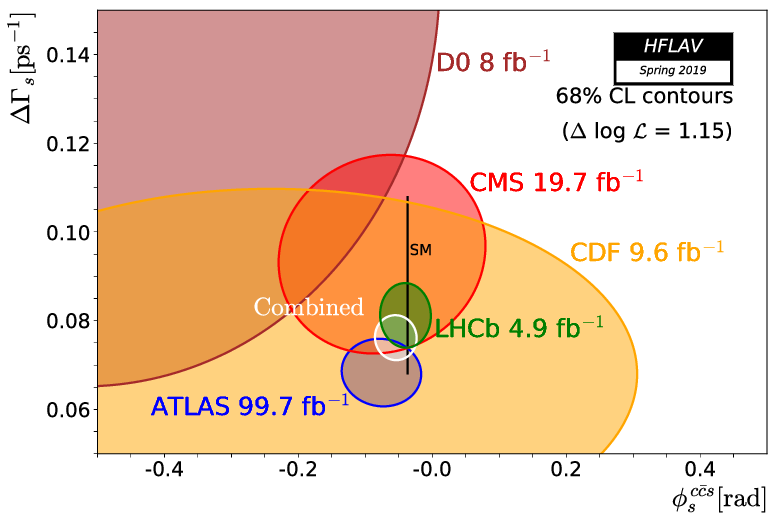 ΔΓₛ[ps⁻¹]
0.14
0.12
0.10
0.08
0.06
D0 8 fb⁻¹
HFLAV
Spring 2019
68% CL contours
(Δ log ℒ = 1.15)
CMS 19.7 fb⁻¹
SM
CDF 9.6 fb⁻¹
Combined
LHCb 4.9 fb⁻¹
ATLAS 99.7 fb⁻¹
-0.4
-0.2
-0.0
0.2
0.4
ϕₛ^{cc̄s}[rad]